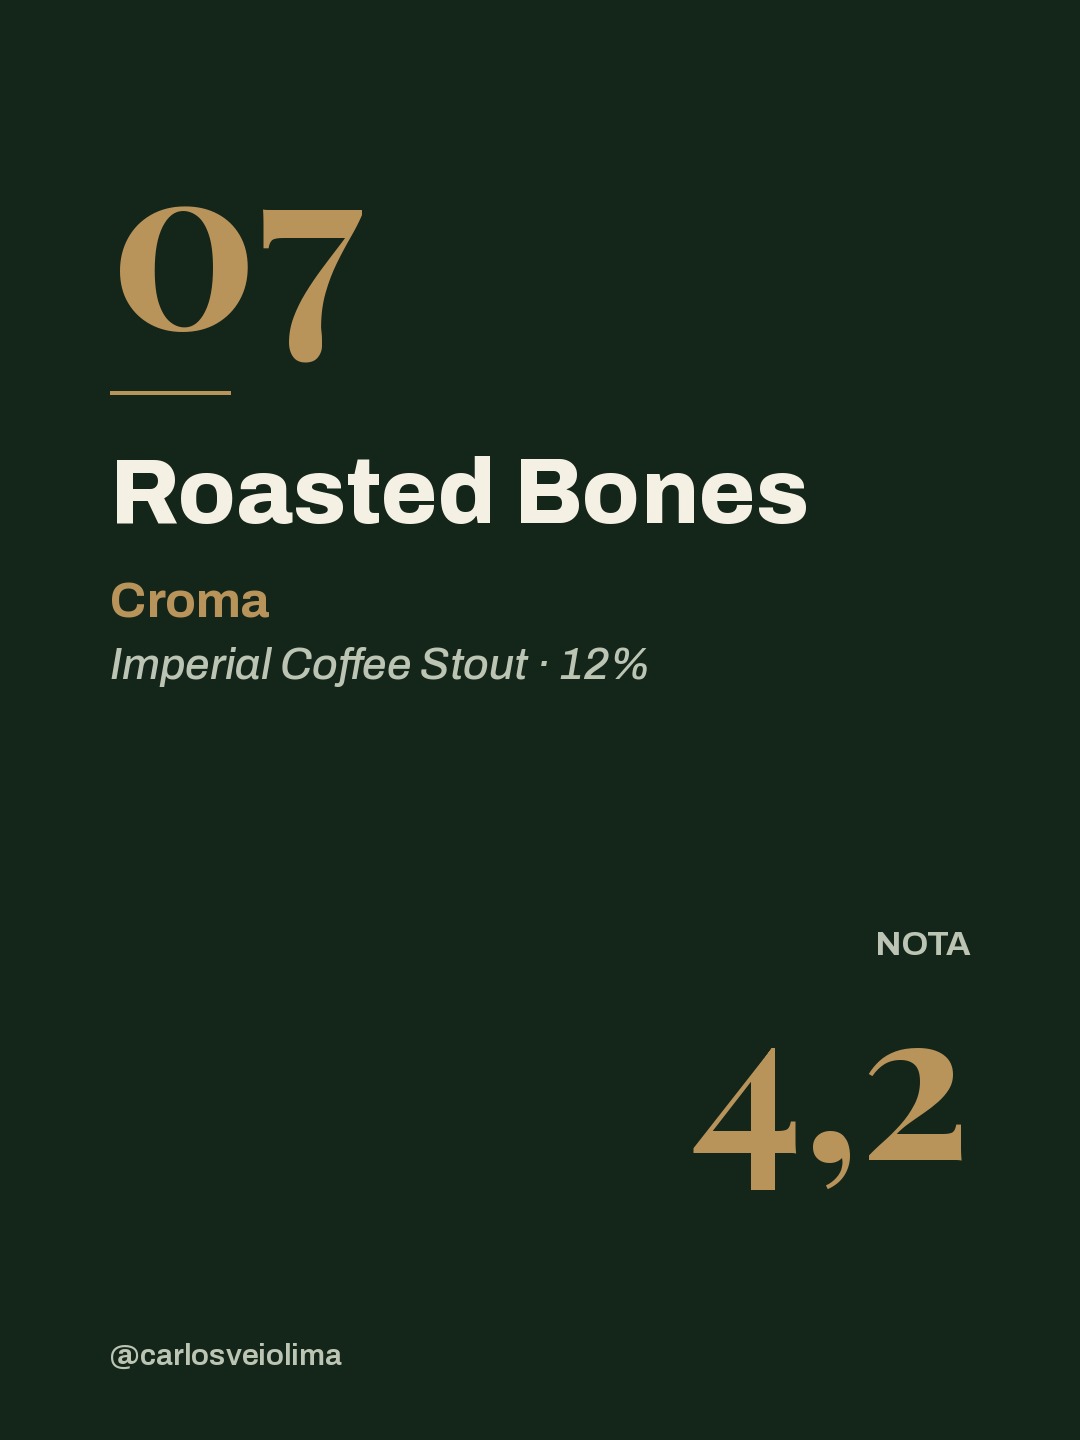 07
Roasted Bones
Croma
Imperial Coffee Stout · 12%
NOTA
4,2
@carlosveiolima